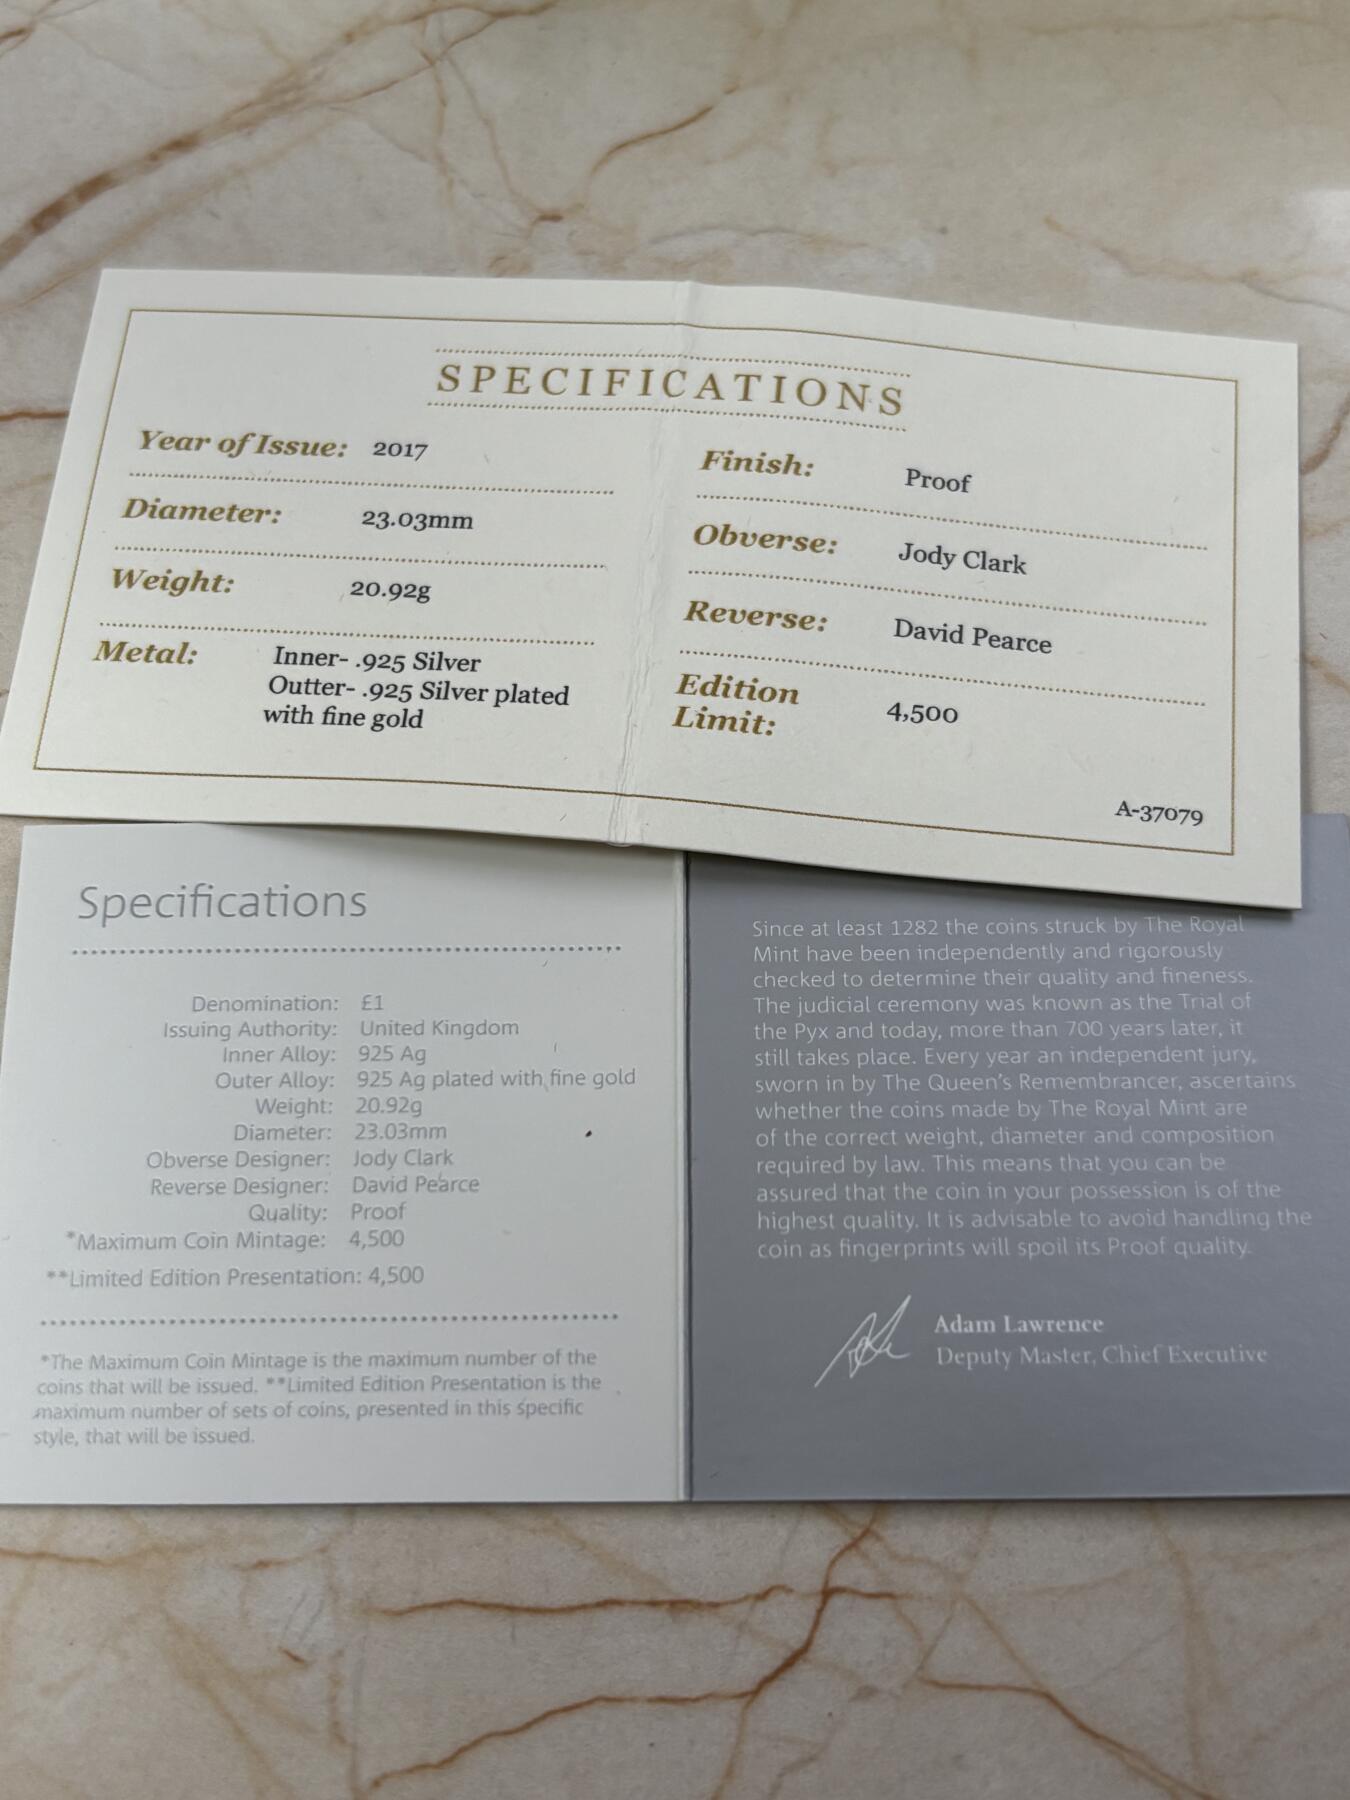 SPECIFICATIONS
Year of Issue: 2017
Diameter: 23.03mm
Weight: 20.92g
Metal: Inner- .925 Silver
Outter- .925 Silver plated
with fine gold
Finish: Proof
Obverse: Jody Clark
Reverse: David Pearce
Edition
Limit: 4,500
A-37079
Specifications
Denomination: £1
Issuing Authority: United Kingdom
Inner Alloy: 925 Ag
Outer Alloy: 925 Ag plated with fine gold
Weight: 20.92g
Diameter: 23.03mm
Obverse Designer: Jody Clark
Reverse Designer: David Pearce
Quality: Proof
*Maximum Coin Mintage: 4,500
**Limited Edition Presentation: 4,500
*The Maximum Coin Mintage is the maximum number of the
coins that will be issued. **Limited Edition Presentation is the
maximum number of sets of coins, presented in this specific
style, that will be issued.
Since at least 1282 the coins struck by The Royal
Mint have been independently and rigorously
checked to determine their quality and fineness.
The judicial ceremony was known as the Trial of
the Pyx and today, more than 700 years later, it
still takes place. Every year an independent jury,
sworn in by The Queen's Remembrancer, ascertains
whether the coins made by The Royal Mint are
of the correct weight, diameter and composition
required by law. This means that you can be
assured that the coin in your possession is of the
highest quality. It is advisable to avoid handling the
coin as fingerprints will spoil its Proof quality.
Adam Lawrence
Deputy Master, Chief Executive